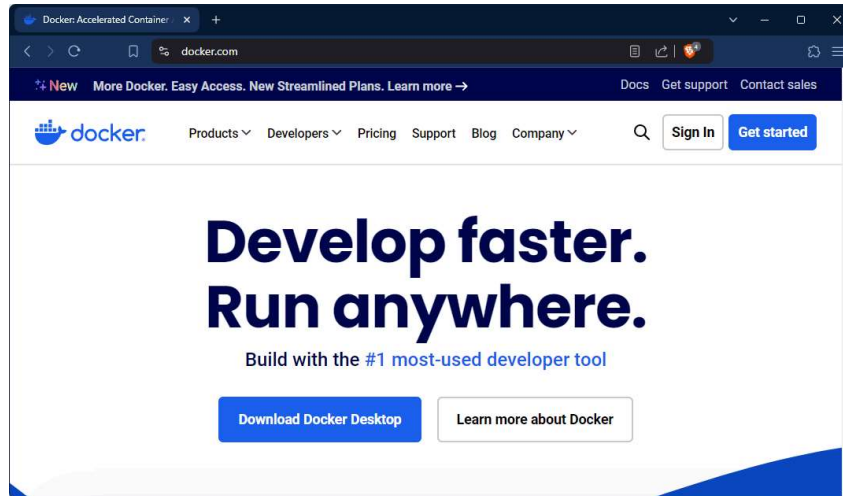 Docker: Accelerated Container
docker.com
New More Docker. Easy Access. New Streamlined Plans. Learn more → Docs Get support Contact sales
docker Products Developers Pricing Support Blog Company Sign In Get started
Develop faster.
Run anywhere.
Build with the #1 most-used developer tool
Download Docker Desktop Learn more about Docker